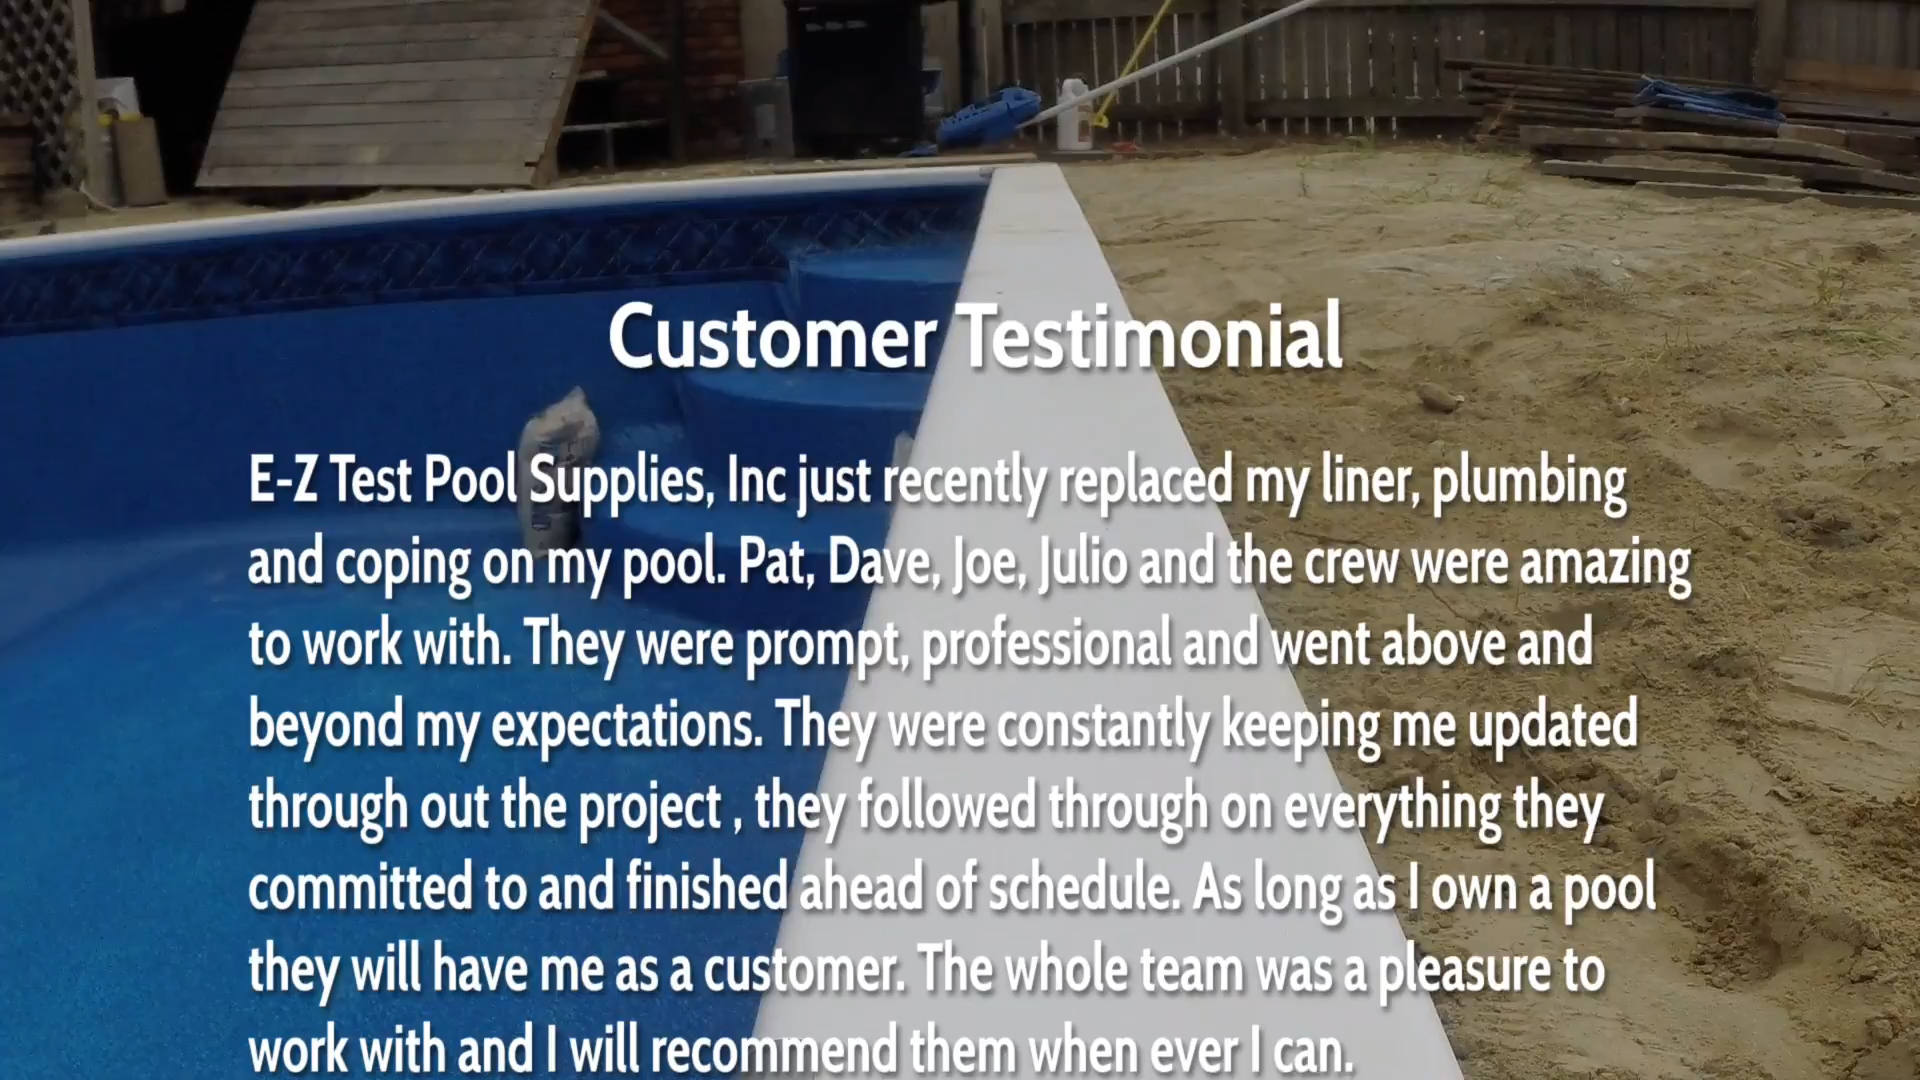 Customer Testimonial
E-Z Test Pool Supplies, Inc just recently replaced my liner, plumbing
and coping on my pool. Pat, Dave, Joe, Julio and the crew were amazing
to work with. They were prompt, professional and went above and
beyond my expectations. They were constantly keeping me updated
through out the project , they followed through on everything they
committed to and finished ahead of schedule. As long as I own a pool
they will have me as a customer. The whole team was a pleasure to
work with and I will recommend them when ever I can.